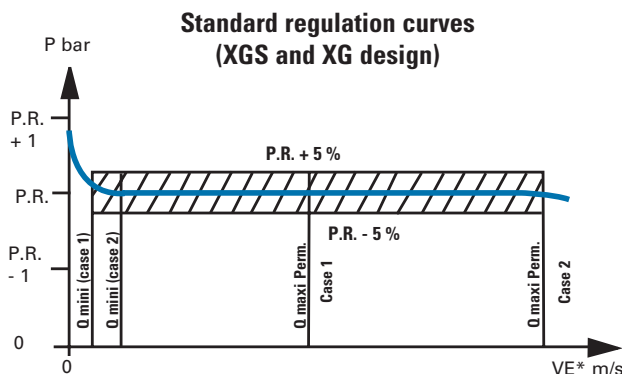 Standard regulation curves
(XGS and XG design)
P bar
P.R.
+ 1
P.R. + 5 %
P.R.
P.R. - 5 %
P.R.
- 1
Q mini (case 1)
Q mini (case 2)
Q maxi Perm.
Case 1
Q maxi Perm.
Case 2
0
0
VE* m/s